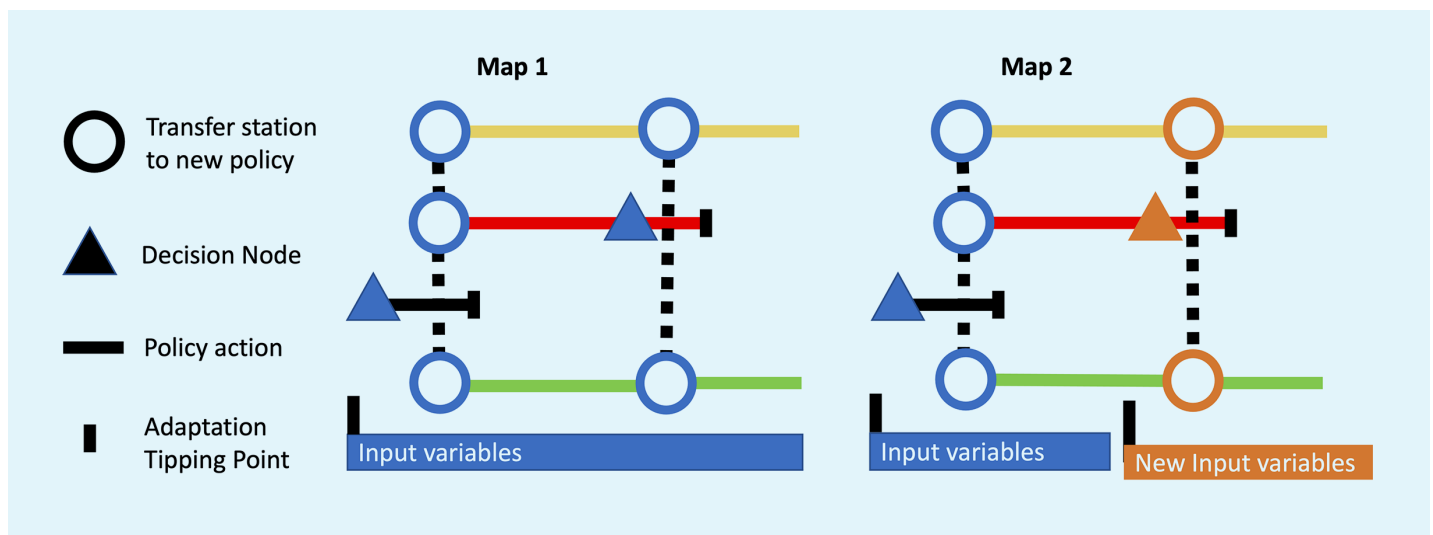 Map 1
Map 2
Transfer station
to new policy
Decision Node
Policy action
Adaptation
Tipping Point
Input variables
Input variables
New Input variables